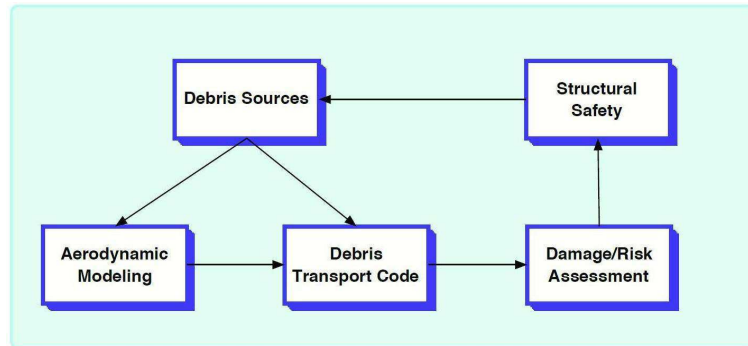 Debris Sources
Structural
Safety
Aerodynamic
Modeling
Debris
Transport Code
Damage/Risk
Assessment